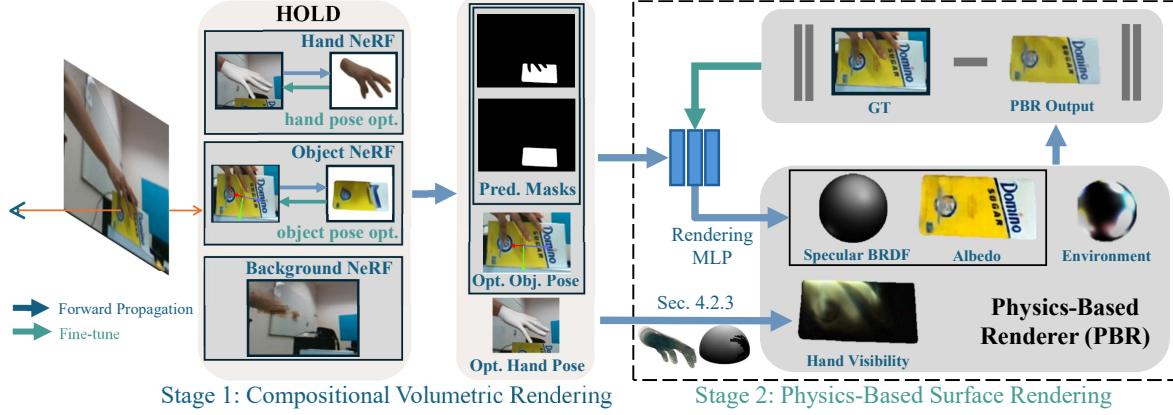 HOLD
Hand NeRF
hand pose opt.
Object NeRF
object pose opt.
Background NeRF
Forward Propagation
Fine-tune
Pred. Masks
Opt. Obj. Pose
Opt. Hand Pose
Stage 1: Compositional Volumetric Rendering
GT
PBR Output
Domino
SUGAR
Rendering
MLP
Specular BRDF
Albedo
Environment
Sec. 4.2.3
Hand Visibility
Physics-Based
Renderer (PBR)
Stage 2: Physics-Based Surface Rendering